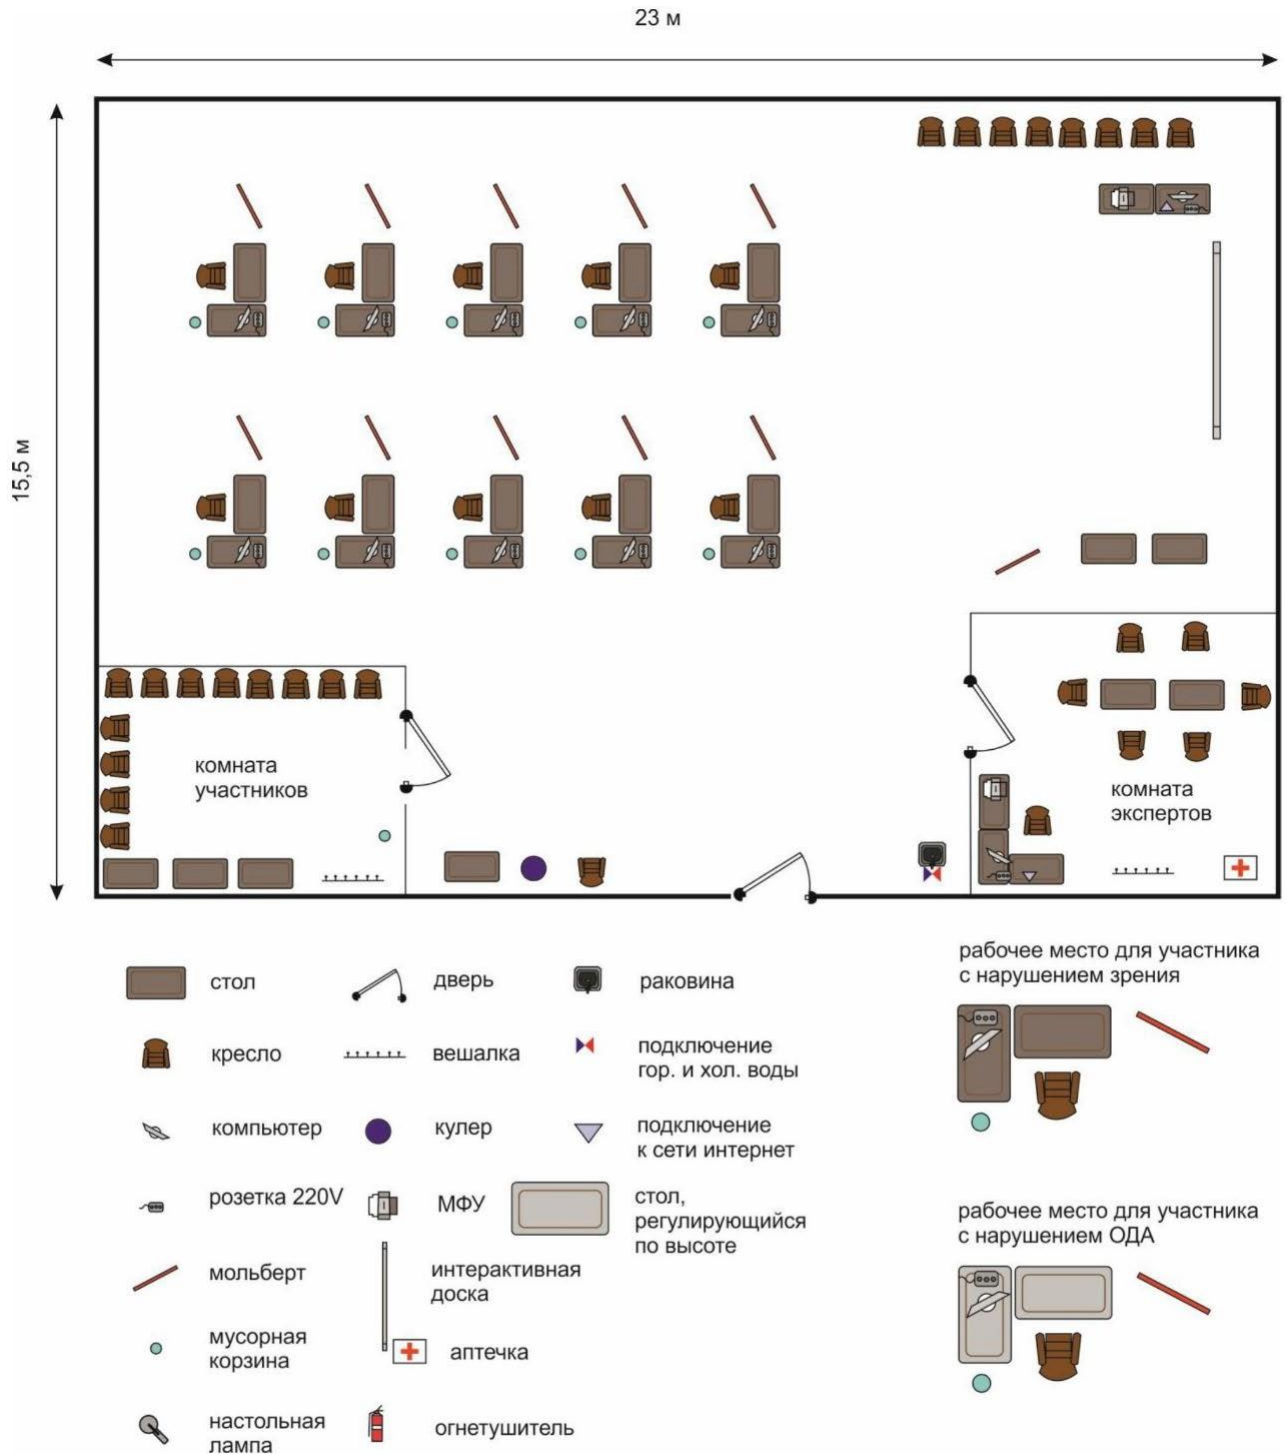 23 м
15,5 м
комната
участников
комната
экспертов
стол
дверь
раковина
кресло
вешалка
подключение
гор. и хол. воды
компьютер
кулер
подключение
к сети интернет
розетка 220V
МФУ
стол,
регулирующийся
по высоте
мольберт
интерактивная
доска
мусорная
корзина
аптечка
настольная
лампа
огнетушитель
рабочее место для участника
с нарушением зрения
рабочее место для участника
с нарушением ОДА